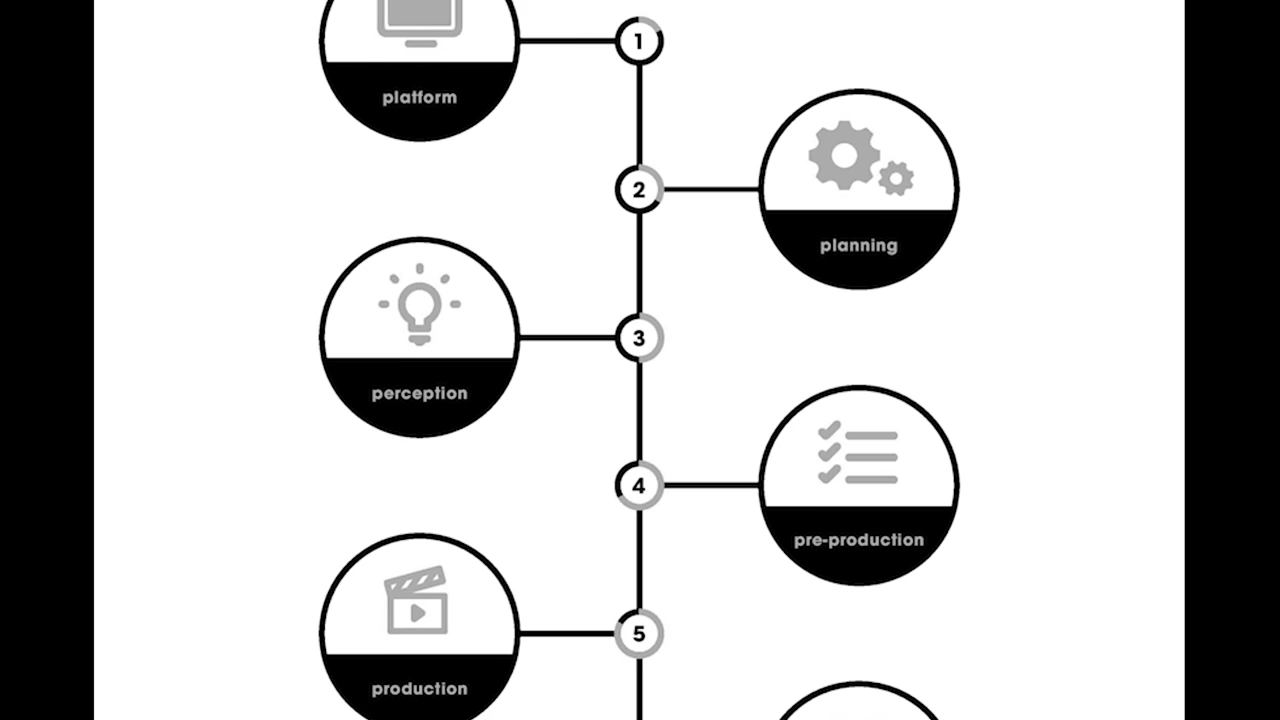 platform
1
2
planning
3
perception
4
pre-production
5
production